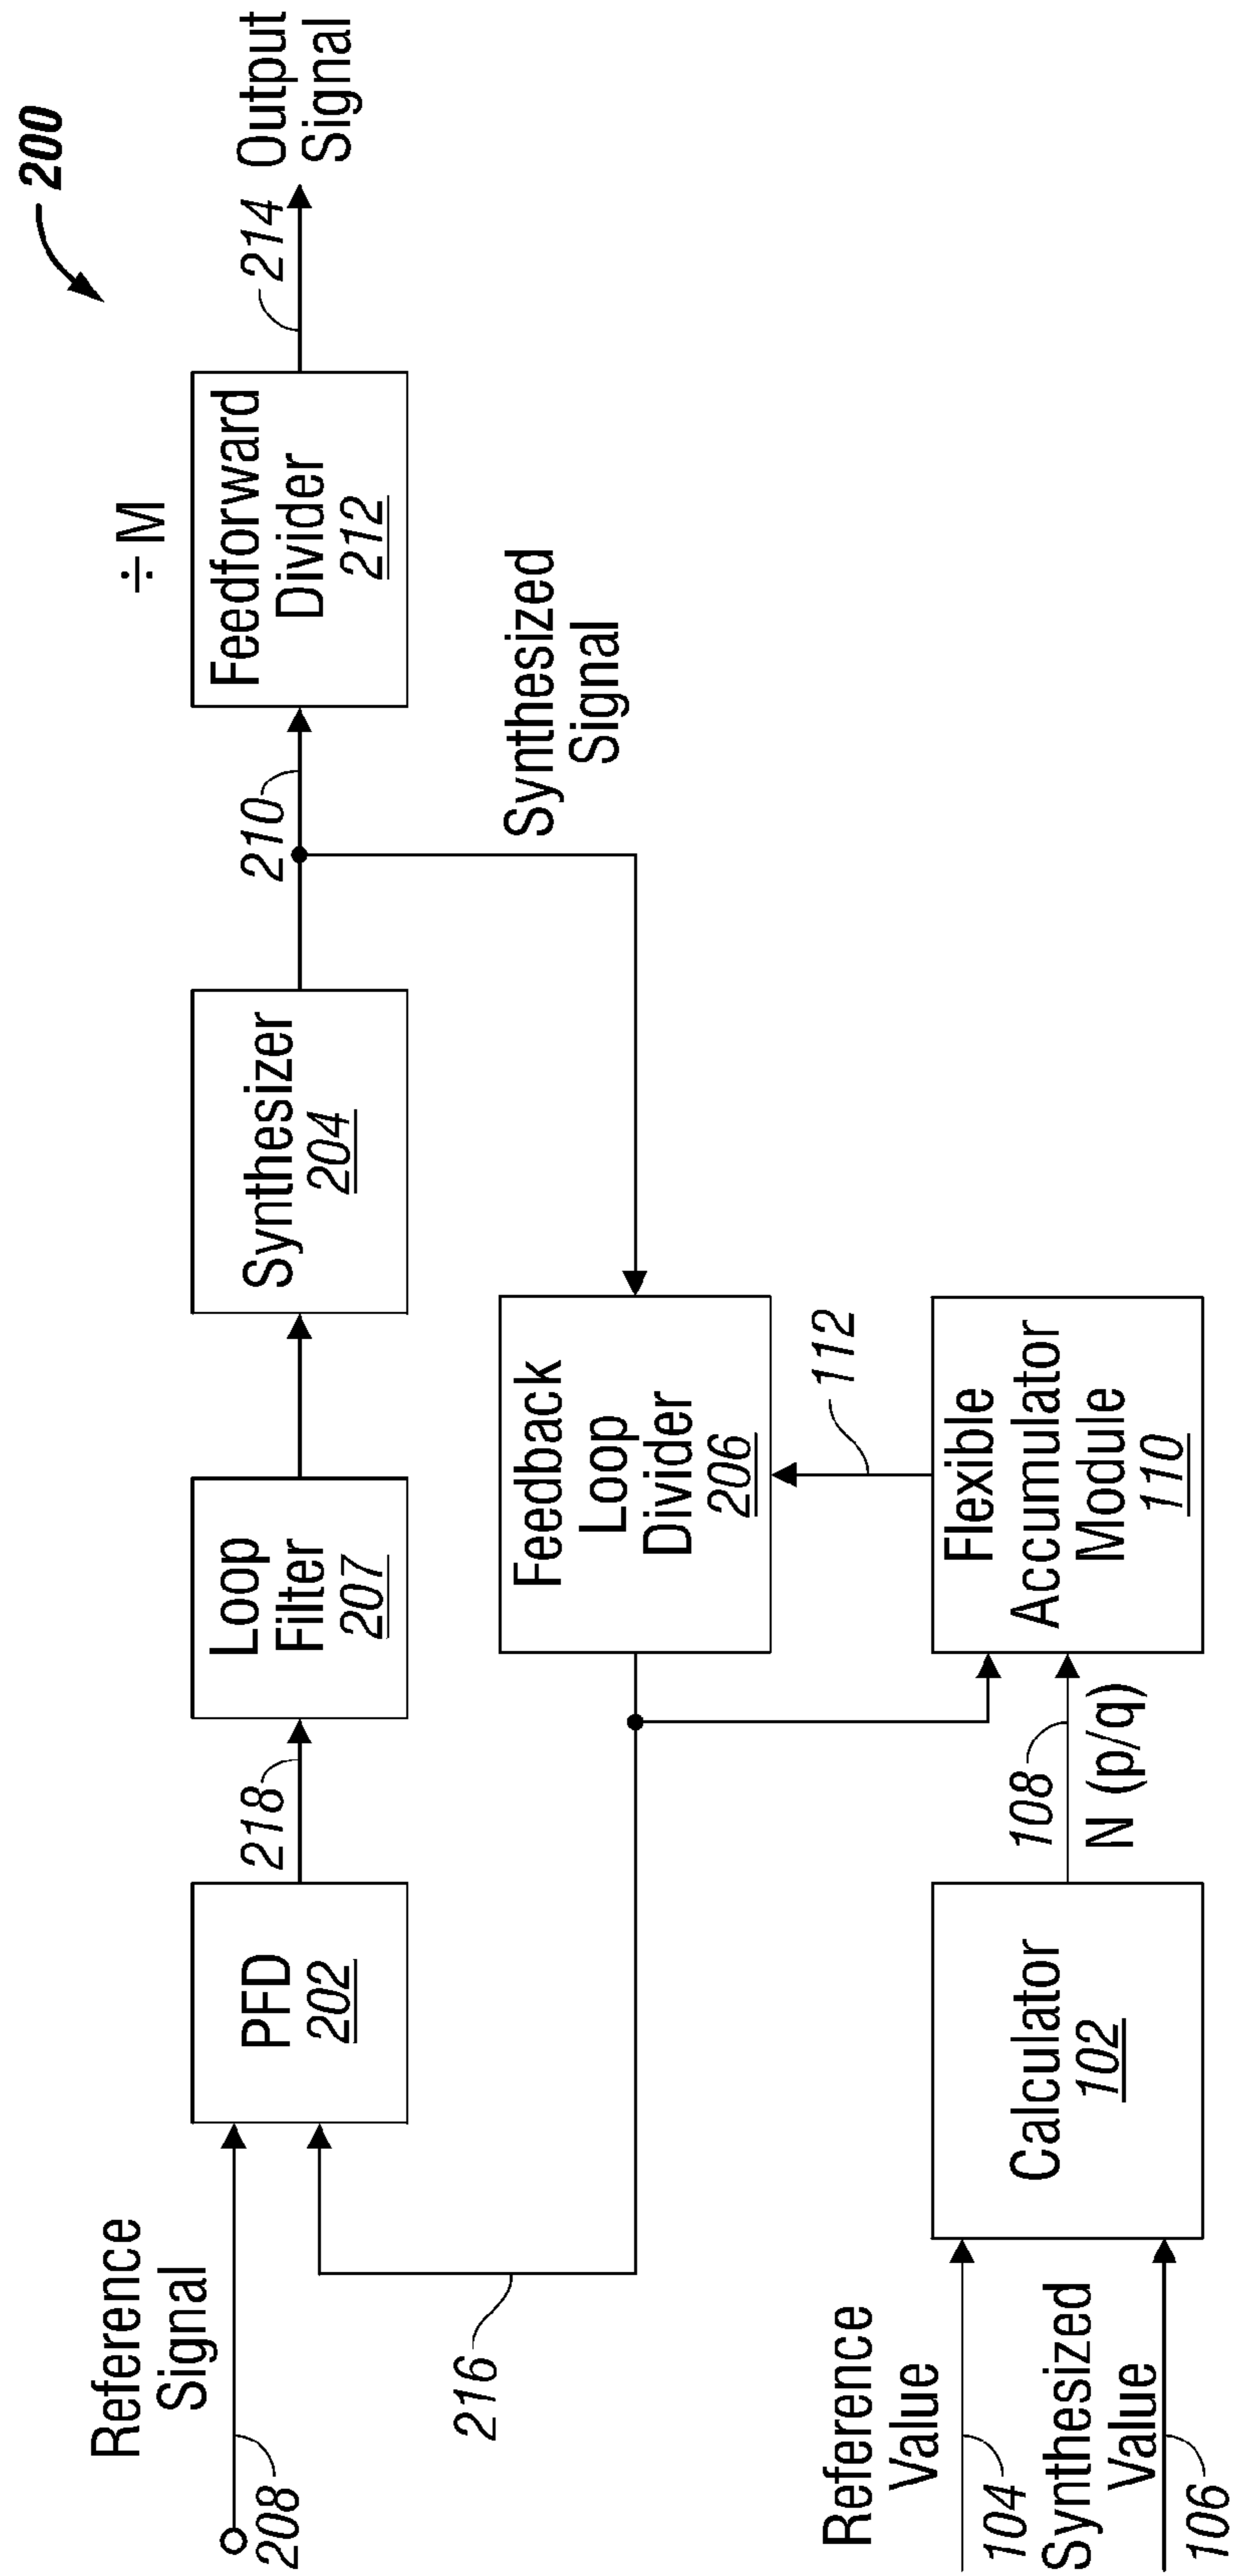 200
Reference
Signal
208
PFD
202
218
Loop
Filter
207
Synthesizer
204
210
÷M
Feedforward
Divider
212
214
Output
Signal
Synthesized
Signal
216
Feedback
Loop
Divider
206
112
Reference
Value
104
Synthesized
Value
106
Calculator
102
108
N (p/q)
Flexible
Accumulator
Module
110